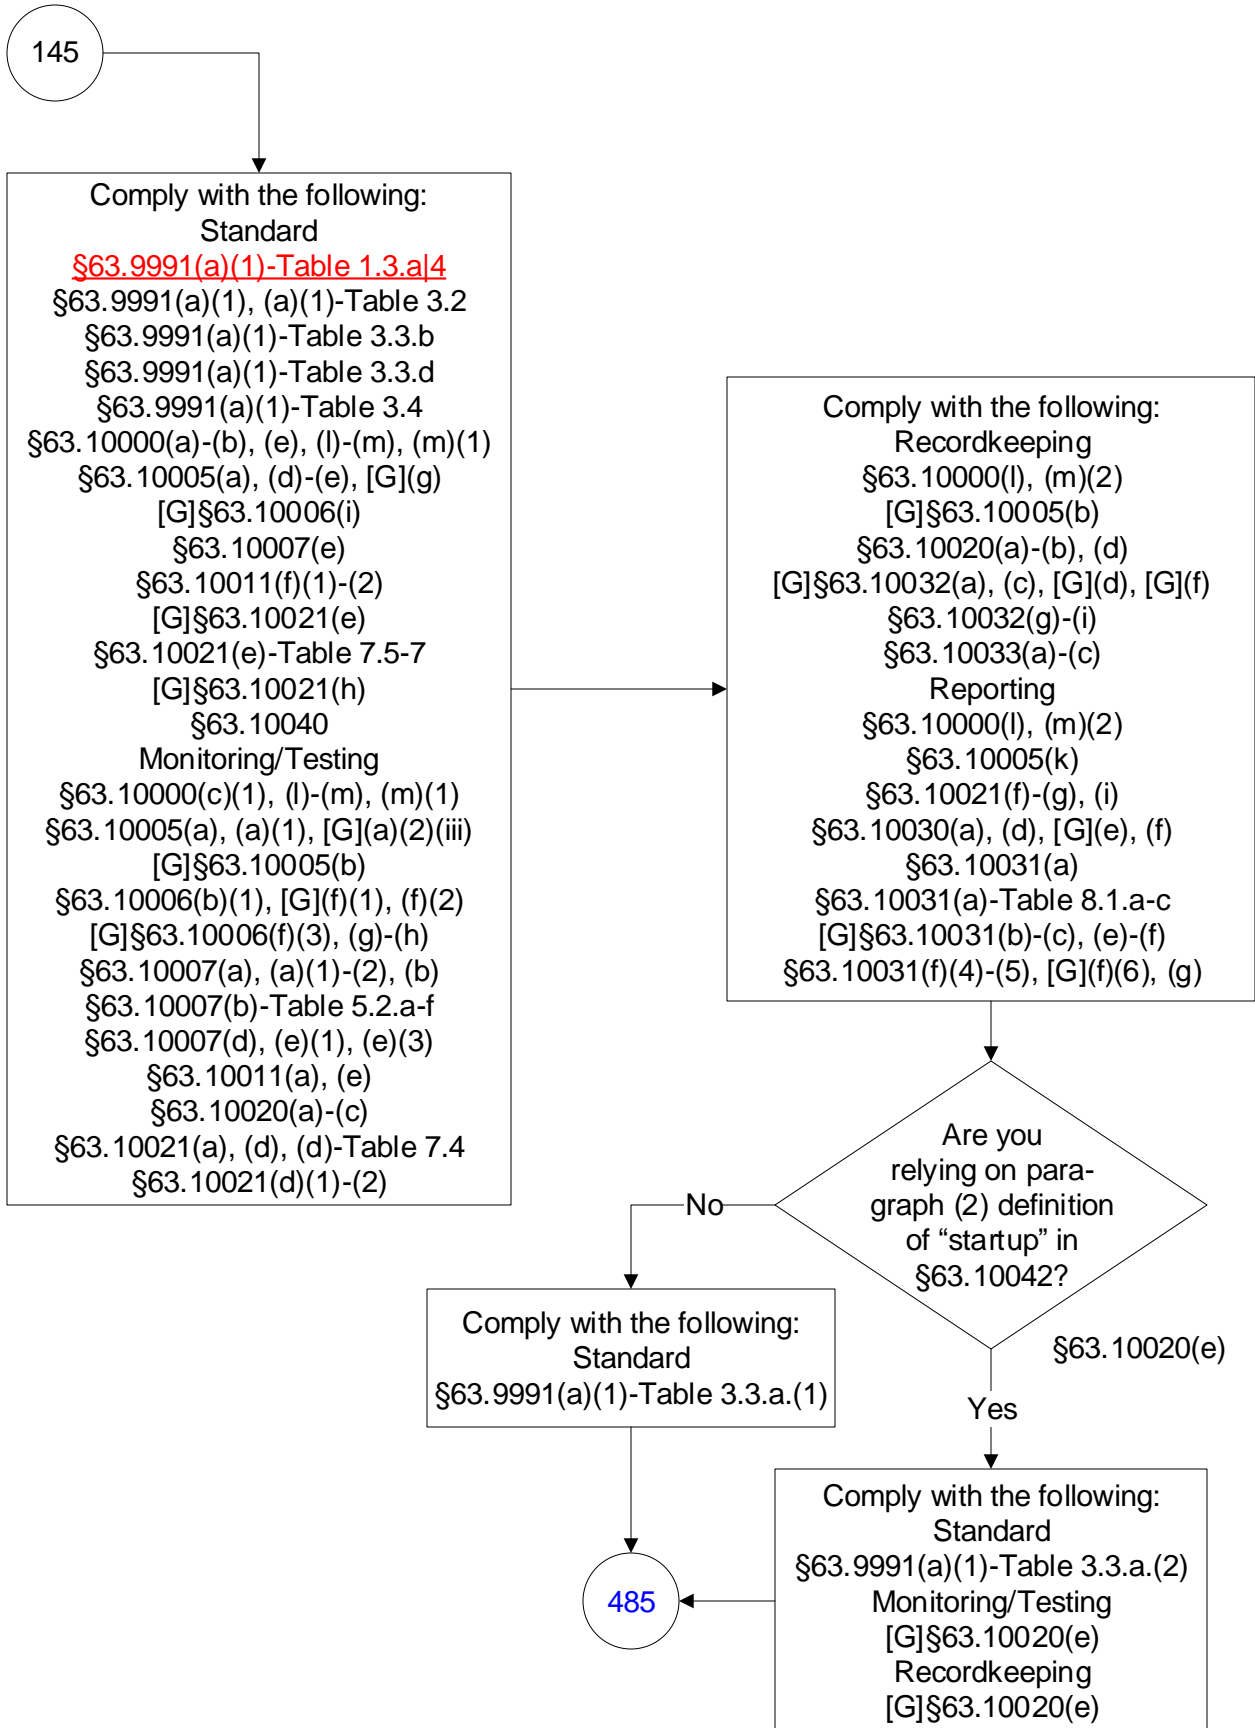 145
Comply with the following:
Standard
§63.9991(a)(1)-Table 1.3.a|4
§63.9991(a)(1), (a)(1)-Table 3.2
§63.9991(a)(1)-Table 3.3.b
§63.9991(a)(1)-Table 3.3.d
§63.9991(a)(1)-Table 3.4
§63.10000(a)-(b), (e), (l)-(m), (m)(1)
§63.10005(a), (d)-(e), [G](g)
[G]§63.10006(i)
§63.10007(e)
§63.10011(f)(1)-(2)
[G]§63.10021(e)
§63.10021(e)-Table 7.5-7
[G]§63.10021(h)
§63.10040
Monitoring/Testing
§63.10000(c)(1), (l)-(m), (m)(1)
§63.10005(a), (a)(1), [G](a)(2)(iii)
[G]§63.10005(b)
§63.10006(b)(1), [G](f)(1), (f)(2)
[G]§63.10006(f)(3), (g)-(h)
§63.10007(a), (a)(1)-(2), (b)
§63.10007(b)-Table 5.2.a-f
§63.10007(d), (e)(1), (e)(3)
§63.10011(a), (e)
§63.10020(a)-(c)
§63.10021(a), (d), (d)-Table 7.4
§63.10021(d)(1)-(2)
Comply with the following:
Recordkeeping
§63.10000(l), (m)(2)
[G]§63.10005(b)
§63.10020(a)-(b), (d)
[G]§63.10032(a), (c), [G](d), [G](f)
§63.10032(g)-(i)
§63.10033(a)-(c)
Reporting
§63.10000(l), (m)(2)
§63.10005(k)
§63.10021(f)-(g), (i)
§63.10030(a), (d), [G](e), (f)
§63.10031(a)
§63.10031(a)-Table 8.1.a-c
[G]§63.10031(b)-(c), (e)-(f)
§63.10031(f)(4)-(5), [G](f)(6), (g)
Are you
relying on para-
graph (2) definition
of “startup” in
§63.10042?
§63.10020(e)
No
Comply with the following:
Standard
§63.9991(a)(1)-Table 3.3.a.(1)
Yes
Comply with the following:
Standard
§63.9991(a)(1)-Table 3.3.a.(2)
Monitoring/Testing
[G]§63.10020(e)
Recordkeeping
[G]§63.10020(e)
485